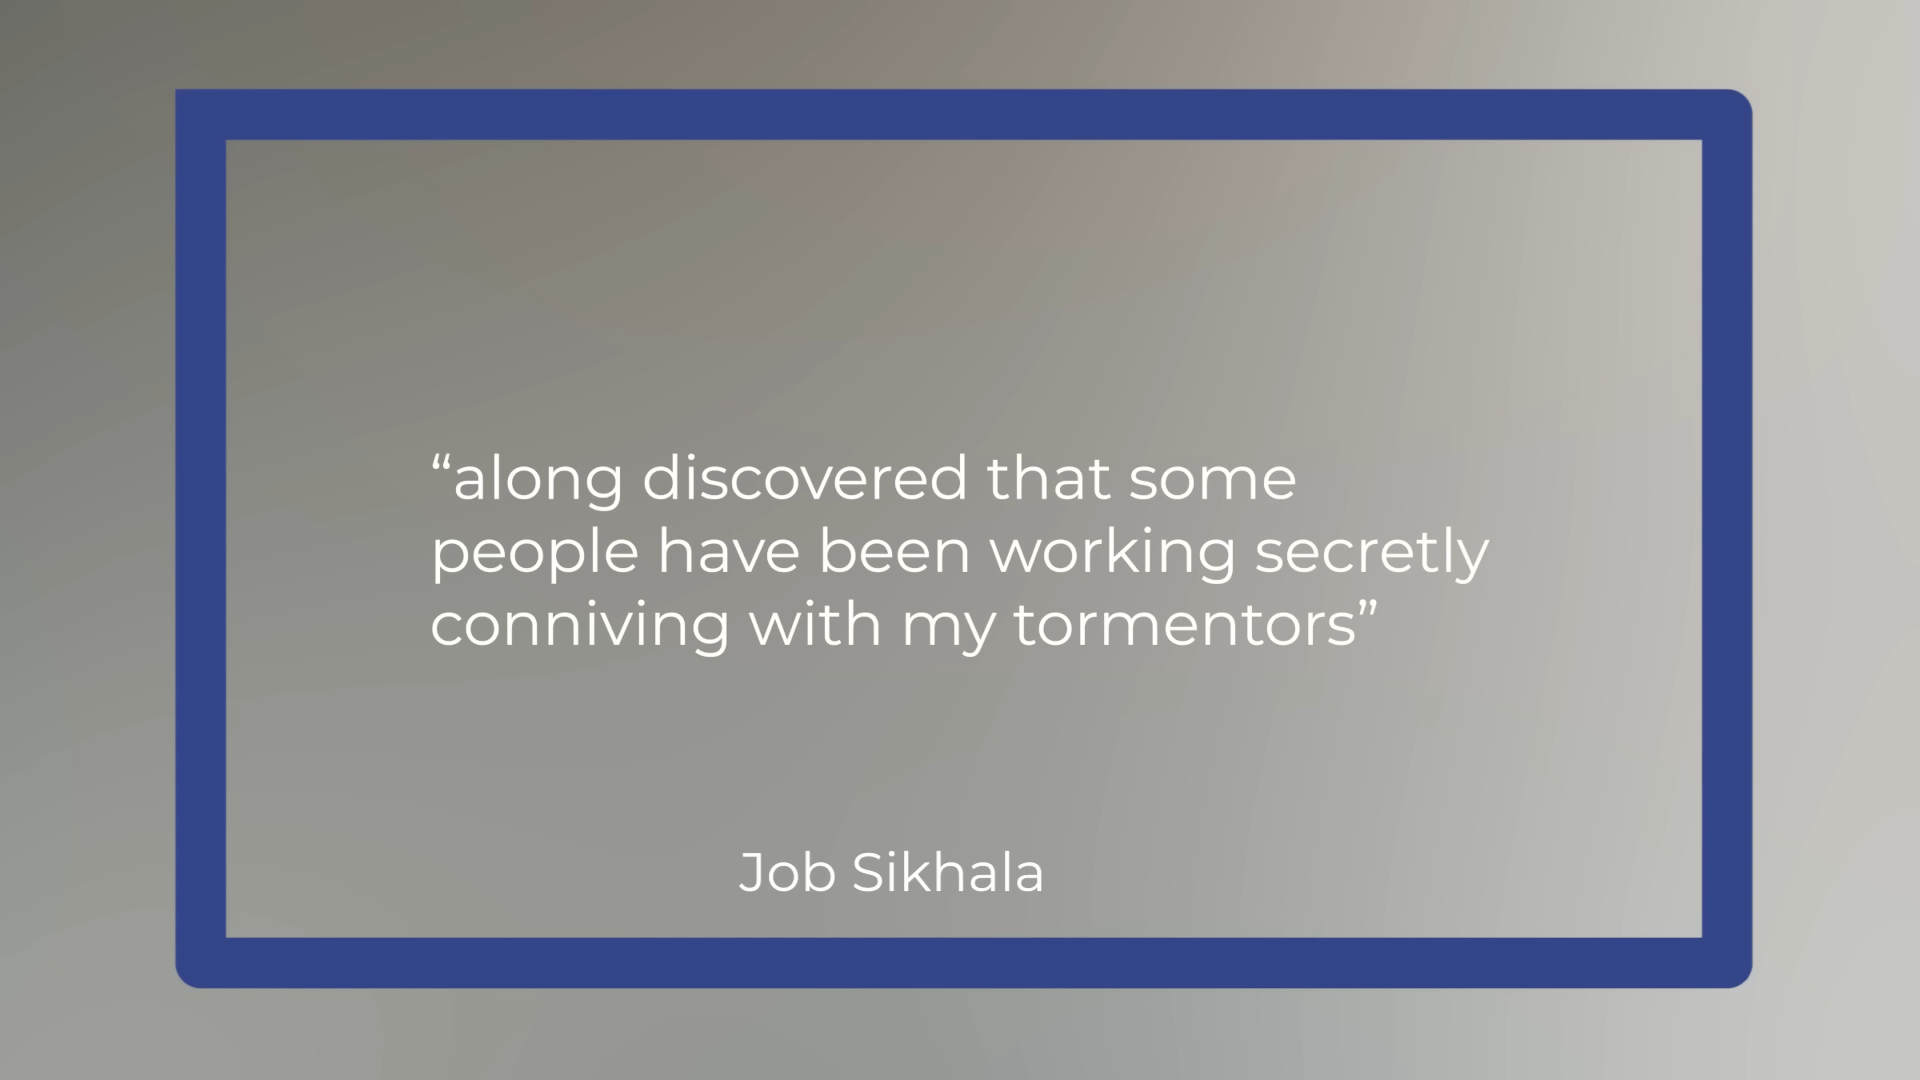 “along discovered that some
people have been working secretly
conniving with my tormentors”
Job Sikhala